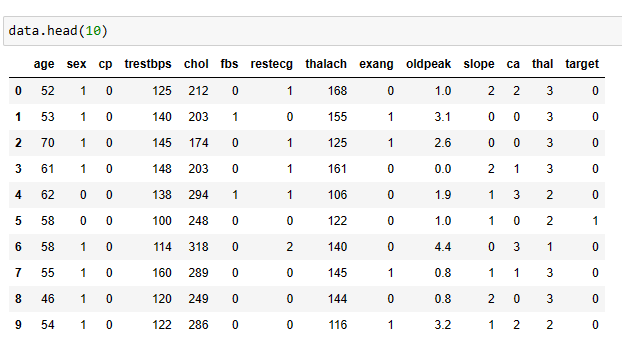 data.head(10)
age sex cp trestbps chol fbs restecg thalach exang oldpeak slope ca thal target
0 52 1 0 125 212 0 1 168 0 1.0 2 2 3 0
1 53 1 0 140 203 1 0 155 1 3.1 0 0 3 0
2 70 1 0 145 174 0 1 125 1 2.6 0 0 3 0
3 61 1 0 148 203 0 1 161 0 0.0 2 1 3 0
4 62 0 0 138 294 1 1 106 0 1.9 1 3 2 0
5 58 0 0 100 248 0 0 122 0 1.0 1 0 2 1
6 58 1 0 114 318 0 2 140 0 4.4 0 3 1 0
7 55 1 0 160 289 0 0 145 1 0.8 1 1 3 0
8 46 1 0 120 249 0 0 144 0 0.8 2 0 3 0
9 54 1 0 122 286 0 0 116 1 3.2 1 2 2 0